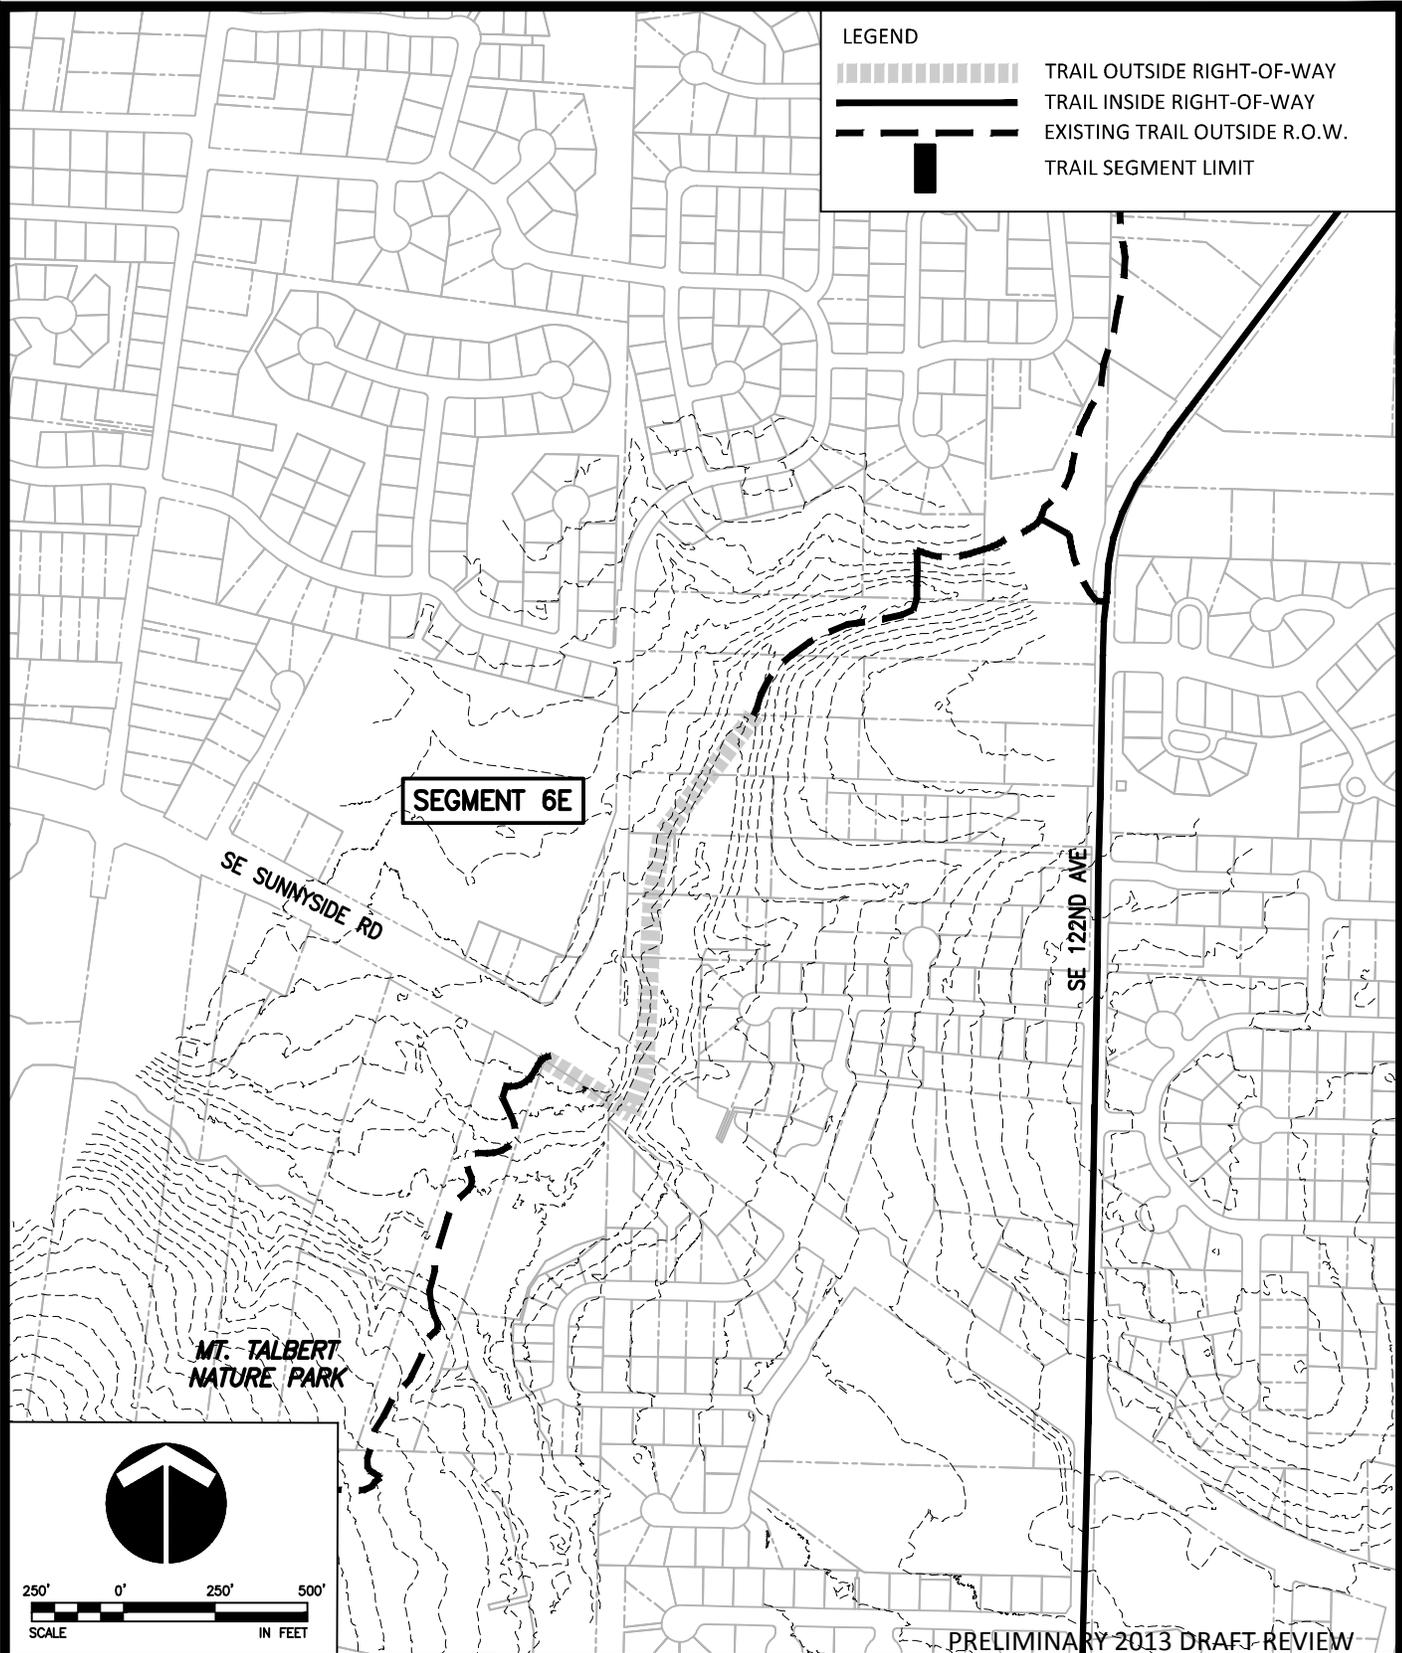 LEGEND
TRAIL OUTSIDE RIGHT-OF-WAY
TRAIL INSIDE RIGHT-OF-WAY
EXISTING TRAIL OUTSIDE R.O.W.
TRAIL SEGMENT LIMIT
SEGMENT 6E
SE SUNNYSIDE RD
SE 122ND AVE
MT. TALBERT
NATURE PARK
250' 0' 250' 500'
SCALE IN FEET
PRELIMINARY 2013 DRAFT REVIEW